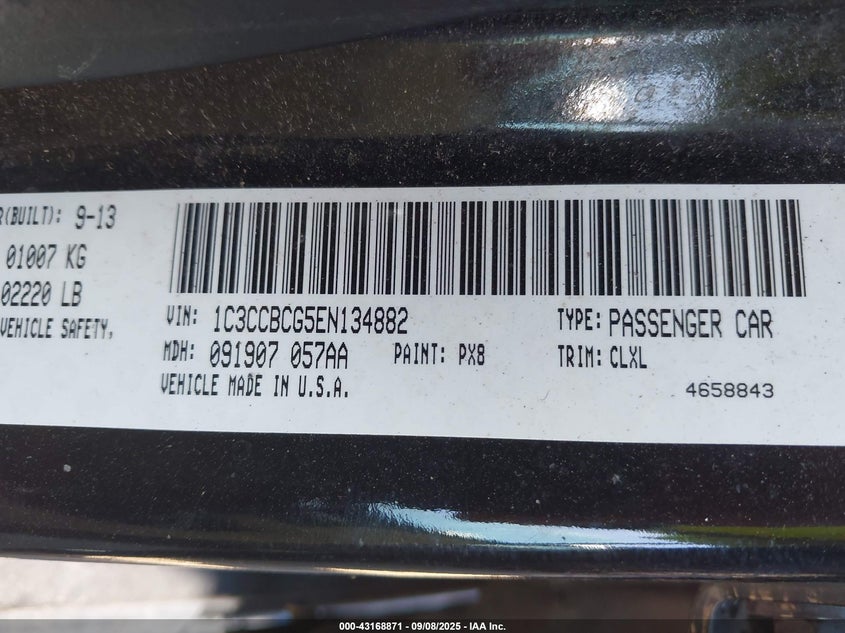 R(BUILT): 9-13
01007 KG
02220 LB
VEHICLE SAFETY,
VIN: 1C3CCBCG5EN134882
TYPE: PASSENGER CAR
MDH: 091907 057AA
PAINT: PX8
TRIM: CLXL
VEHICLE MADE IN U.S.A.
4658843
000-43168871 - 09/08/2025 - IAA Inc.